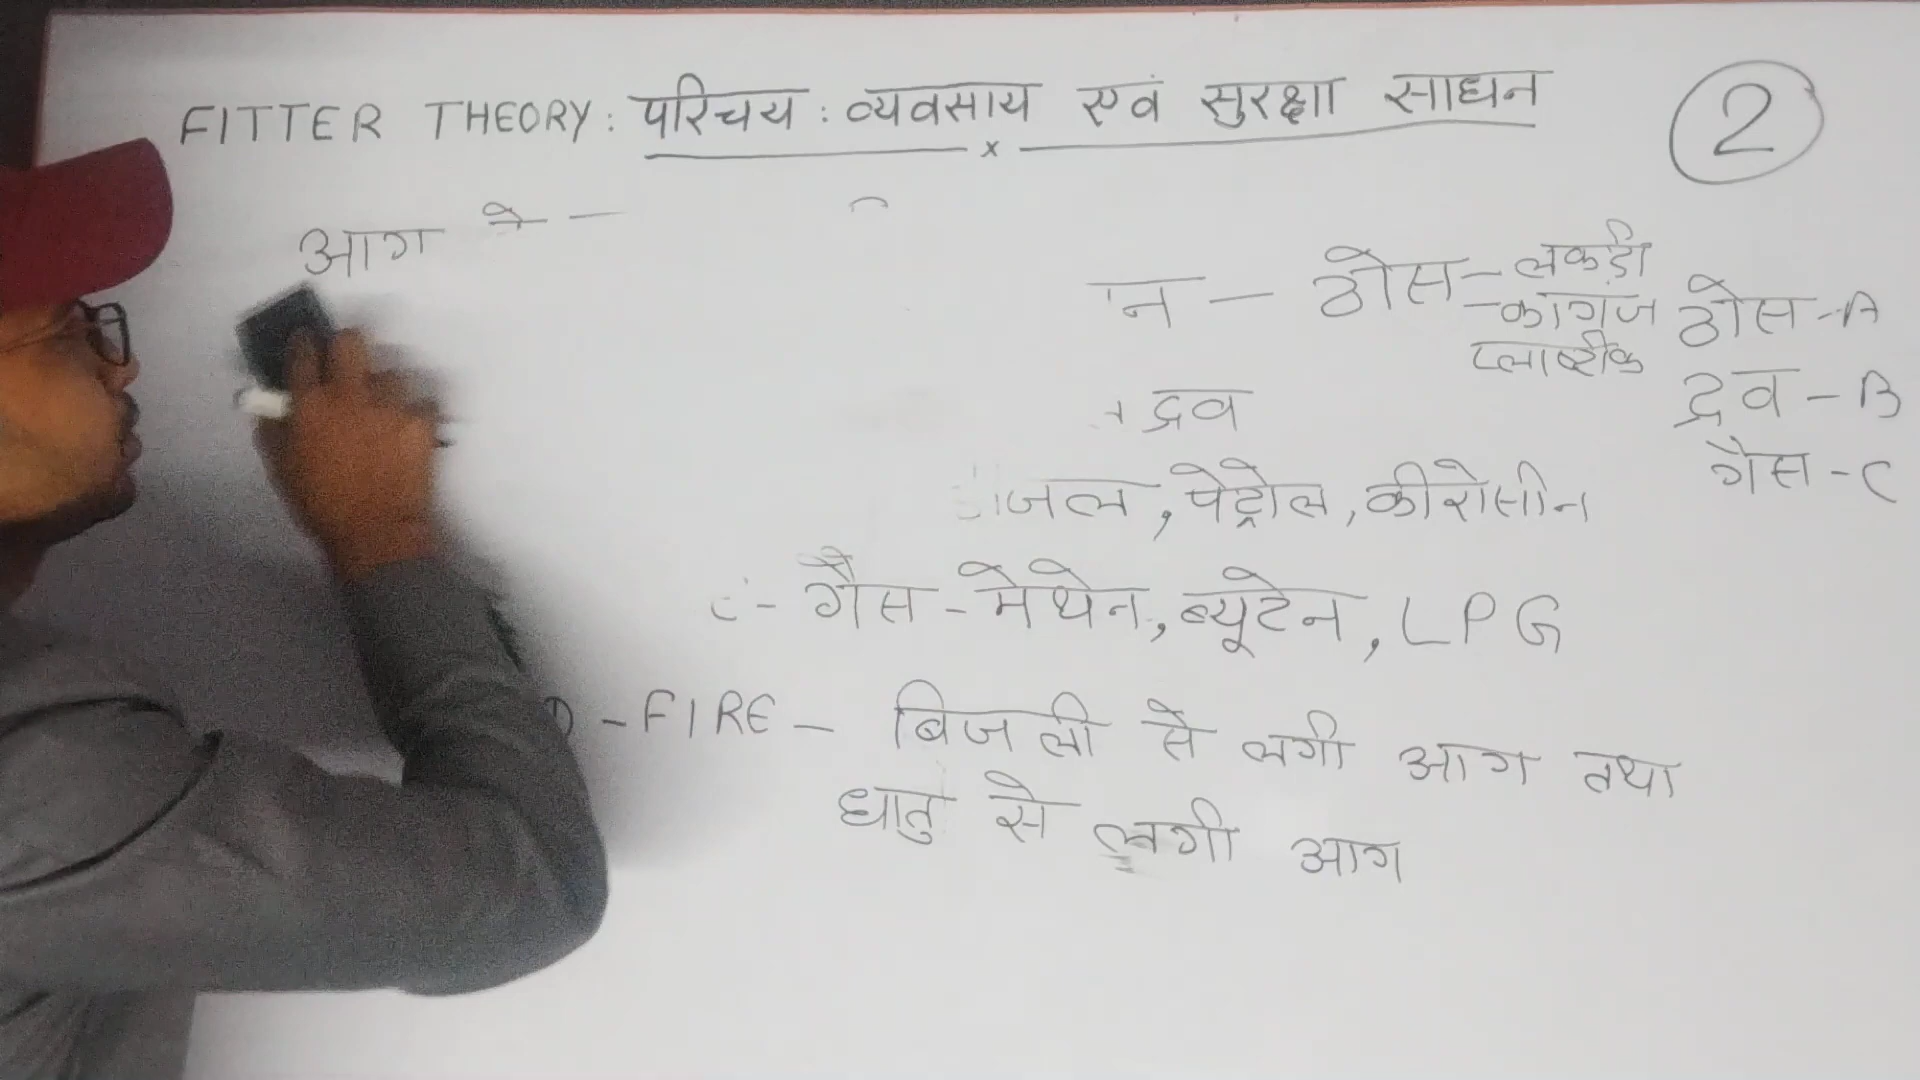 FITTER THEORY: परिचय : व्यवसाय एवं सुरक्षा साधन
2
आग
न - ठोस - लकड़ी
- कागज
प्लाष्टीक
ठोस - A
द्रव - B
गैस - C
द्रव
जल, पेट्रोल, कीरोसीन
C - गैस - मेथेन, ब्यूटेन, LPG
D - FIRE - बिजली से लगी आग तथा
धातु से लगी आग